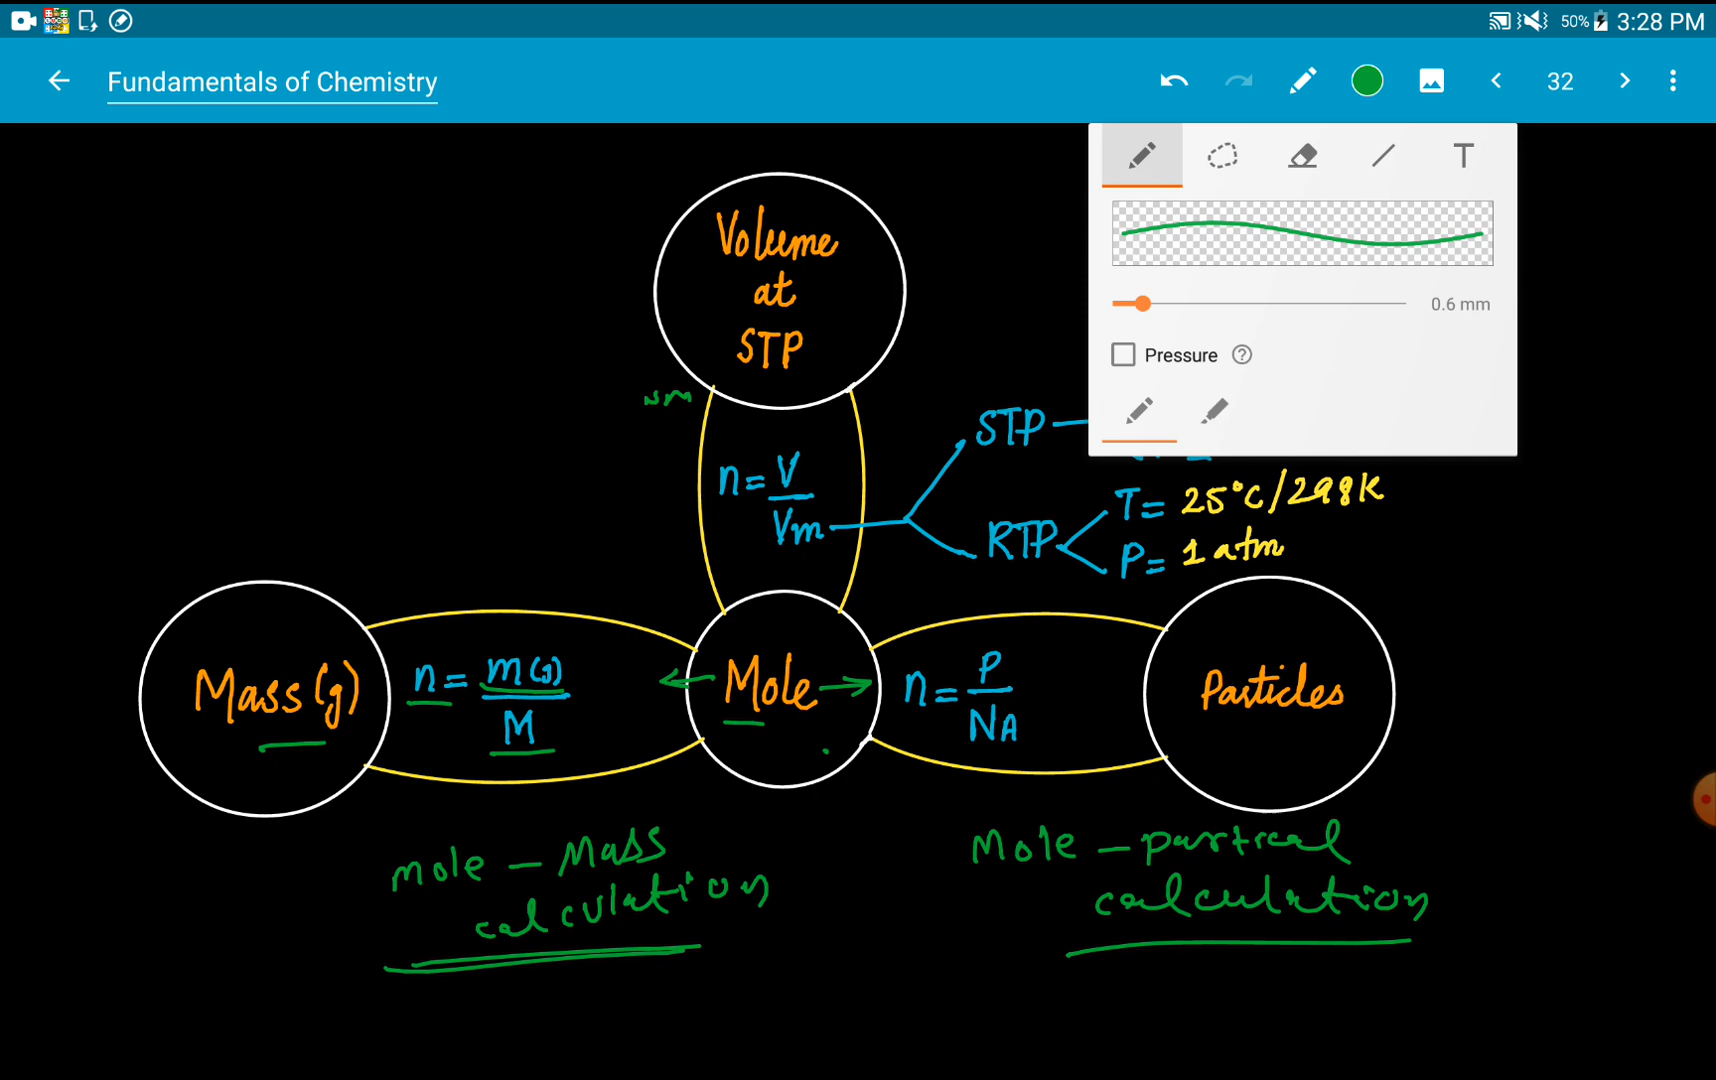 50% 3:28 PM
Fundamentals of Chemistry
32
T
0.6 mm
Pressure ?
Volume
at
STP
STP
n = V
Vm
T = 25°C/298K
RTP
P = 1 atm
Mass (g)
n = m(g)
M
Mole
n = P
NA
Particles
mole - Mass
calculation
Mole - partical
calculation